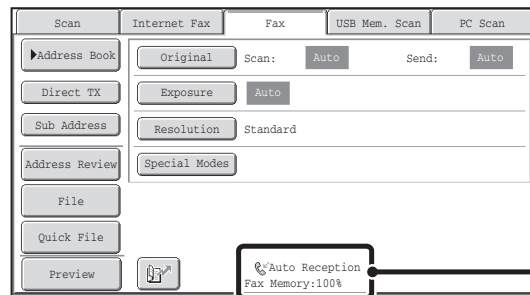 Scan
Internet Fax
Fax
USB Mem. Scan
PC Scan
Address Book
Original
Scan:
Auto
Send:
Auto
Direct TX
Exposure
Auto
Sub Address
Resolution
Standard
Address Review
Special Modes
File
Quick File
Preview
Auto Reception
Fax Memory:100%